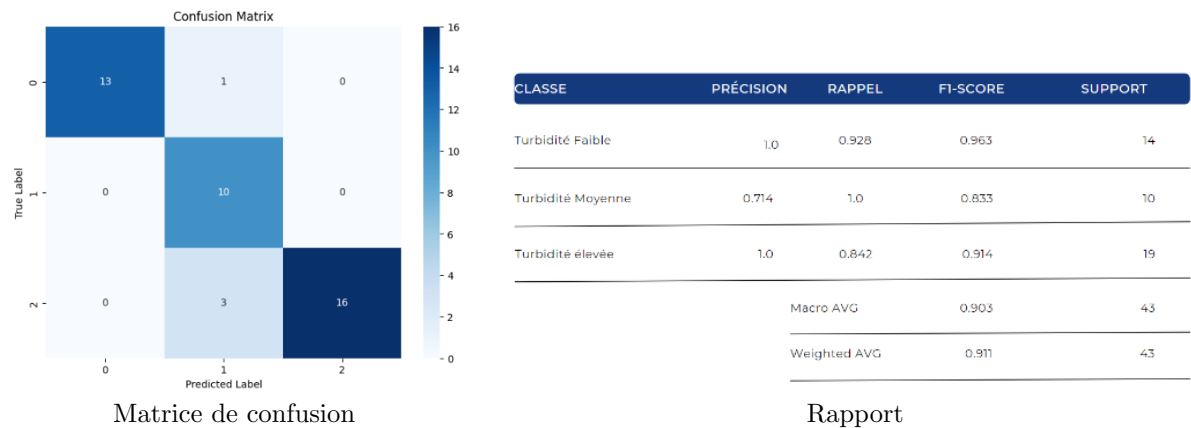 Confusion Matrix
True Label
0
13
1
0
1
0
10
0
2
0
3
16
0
1
2
Predicted Label
16
14
12
10
8
6
4
2
0
Matrice de confusion
CLASSE PRÉCISION RAPPEL F1-SCORE SUPPORT
Turbidité Faible 1.0 0.928 0.963 14
Turbidité Moyenne 0.714 1.0 0.833 10
Turbidité élevée 1.0 0.842 0.914 19
Macro AVG 0.903 43
Weighted AVG 0.911 43
Rapport